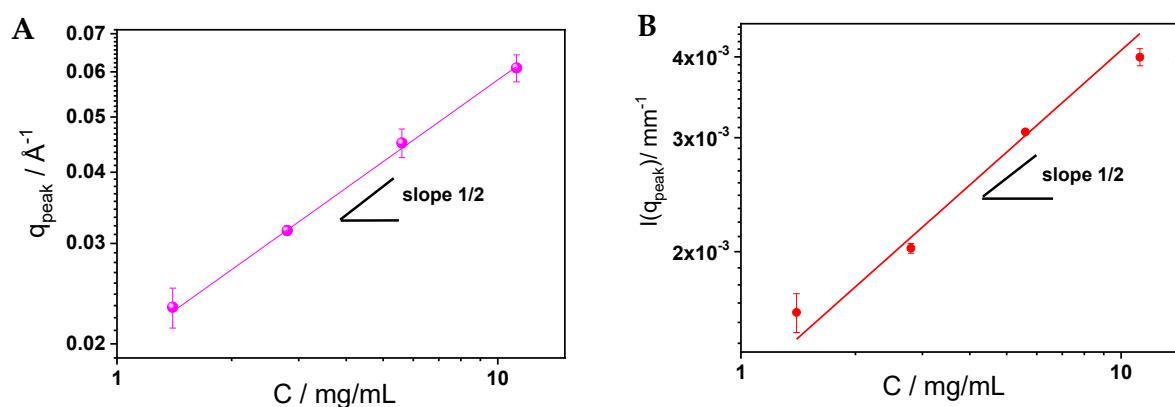 A
0.07
0.06
0.05
0.04
0.03
0.02
q_peak / Å⁻¹
slope 1/2
1
10
C / mg/mL
B
4x10⁻³
3x10⁻³
2x10⁻³
I(q_peak)/ mm⁻¹
slope 1/2
1
10
C / mg/mL